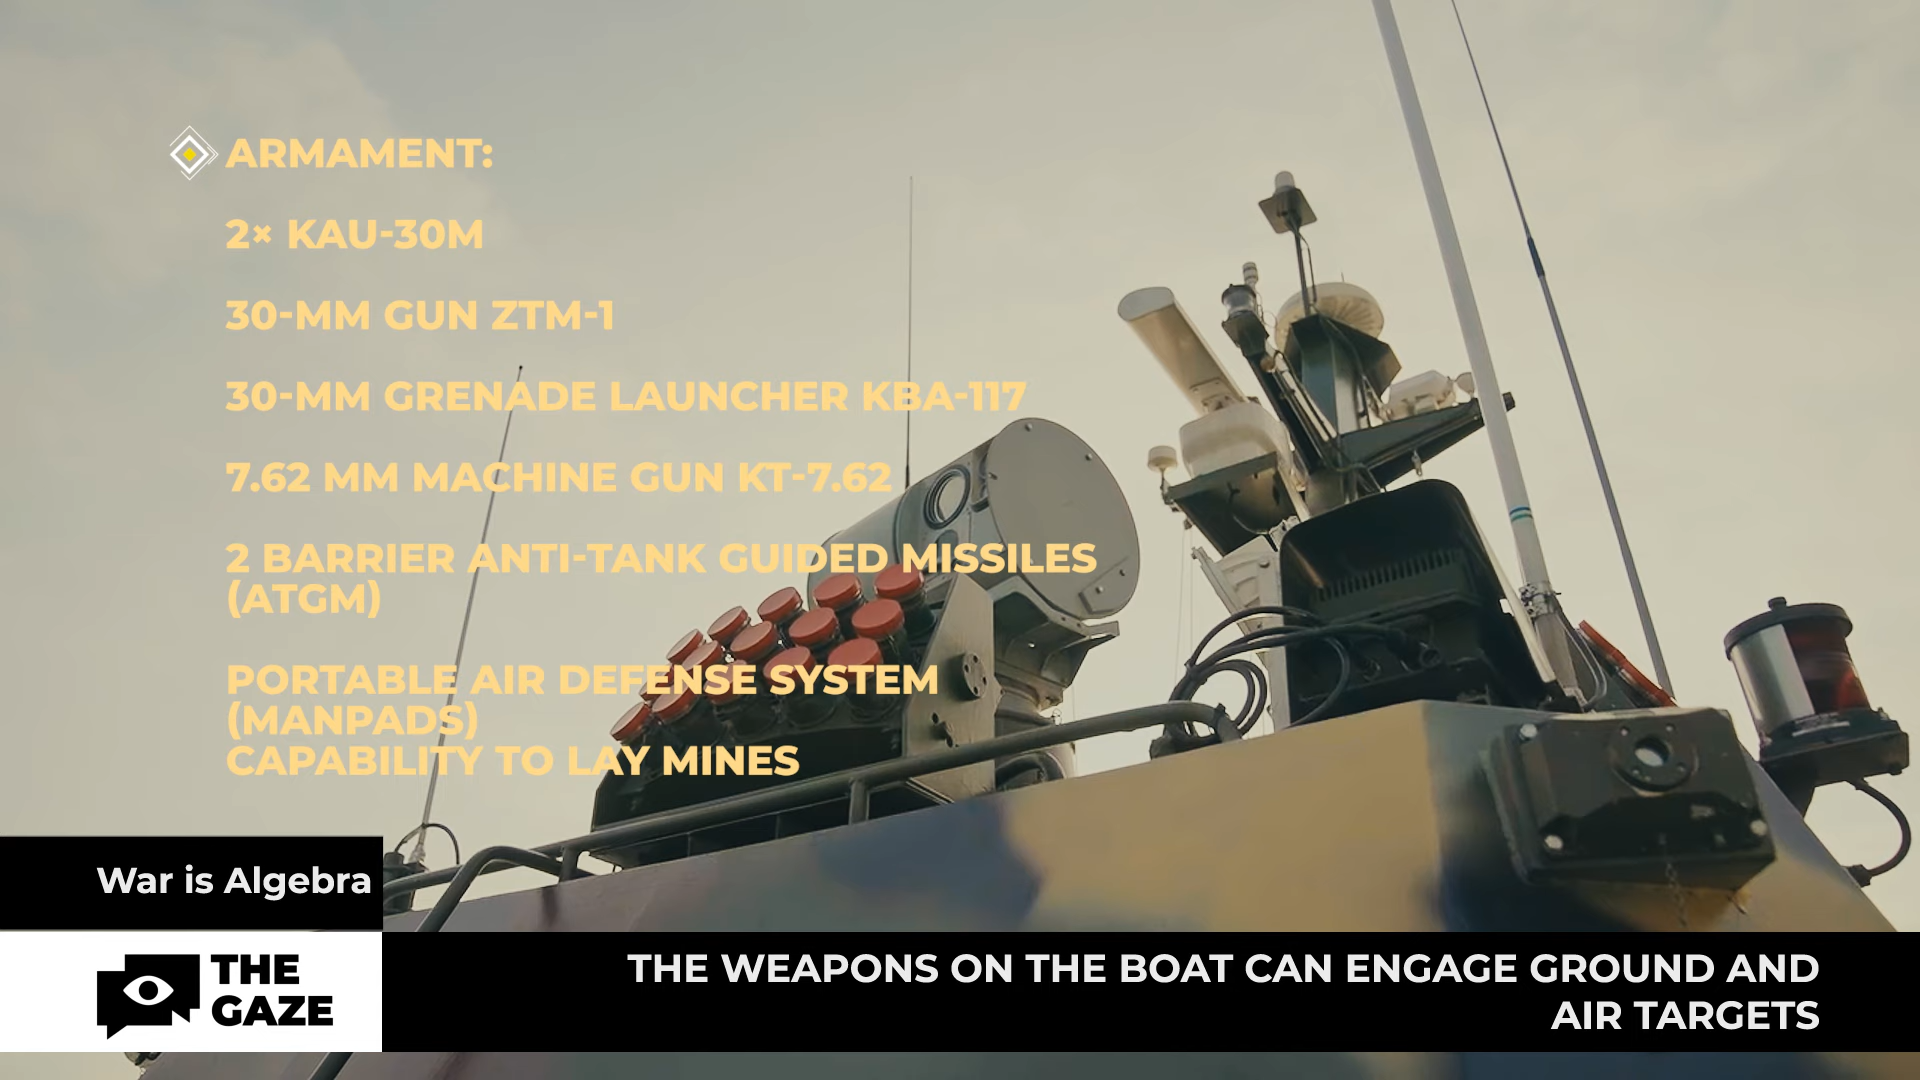 ARMAMENT:
2× KAU-30M
30-MM GUN ZTM-1
30-MM GRENADE LAUNCHER KBA-117
7.62 MM MACHINE GUN KT-7.62
2 BARRIER ANTI-TANK GUIDED MISSILES
(ATGM)
PORTABLE AIR DEFENSE SYSTEM
(MANPADS)
CAPABILITY TO LAY MINES
War is Algebra
THE
GAZE
THE WEAPONS ON THE BOAT CAN ENGAGE GROUND AND
AIR TARGETS